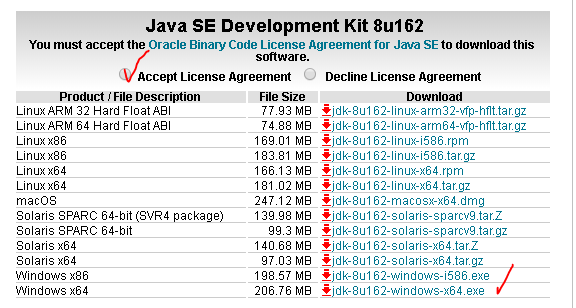 Java SE Development Kit 8u162
You must accept the Oracle Binary Code License Agreement for Java SE to download this
software.
Accept License Agreement Decline License Agreement
Product / File Description File Size Download
Linux ARM 32 Hard Float ABI 77.93 MB jdk-8u162-linux-arm32-vfp-hflt.tar.gz
Linux ARM 64 Hard Float ABI 74.88 MB jdk-8u162-linux-arm64-vfp-hflt.tar.gz
Linux x86 169.01 MB jdk-8u162-linux-i586.rpm
Linux x86 183.81 MB jdk-8u162-linux-i586.tar.gz
Linux x64 166.13 MB jdk-8u162-linux-x64.rpm
Linux x64 181.02 MB jdk-8u162-linux-x64.tar.gz
macOS 247.12 MB jdk-8u162-macosx-x64.dmg
Solaris SPARC 64-bit (SVR4 package) 139.98 MB jdk-8u162-solaris-sparcv9.tar.Z
Solaris SPARC 64-bit 99.3 MB jdk-8u162-solaris-sparcv9.tar.gz
Solaris x64 140.68 MB jdk-8u162-solaris-x64.tar.Z
Solaris x64 97.03 MB jdk-8u162-solaris-x64.tar.gz
Windows x86 198.57 MB jdk-8u162-windows-i586.exe
Windows x64 206.76 MB jdk-8u162-windows-x64.exe